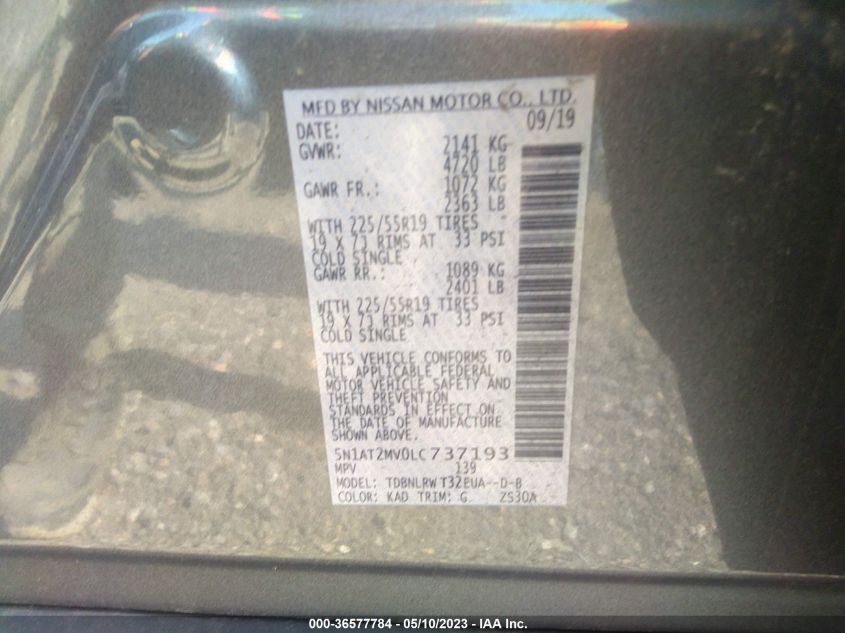 MFD BY NISSAN MOTOR CO., LTD.
DATE: 09/19
GVWR: 2141 KG
4720 LB
GAWR FR.: 1072 KG
2363 LB
WITH 225/55R19 TIRES
19 X 7J RIMS AT 33 PSI
COLD SINGLE
GAWR RR.: 1089 KG
2401 LB
WITH 225/55R19 TIRES
19 X 7J RIMS AT 33 PSI
COLD SINGLE
THIS VEHICLE CONFORMS TO
ALL APPLICABLE FEDERAL
MOTOR VEHICLE SAFETY AND
THEFT PREVENTION
STANDARDS IN EFFECT ON
THE DATE OF MANUFACTURE
SHOWN ABOVE.
5N1AT2MV0LC737193
MPV 139
MODEL: TDBNLRW T32EUA--D-B
COLOR: KAD TRIM: G ZS30A
000-36577784 - 05/10/2023 - IAA Inc.